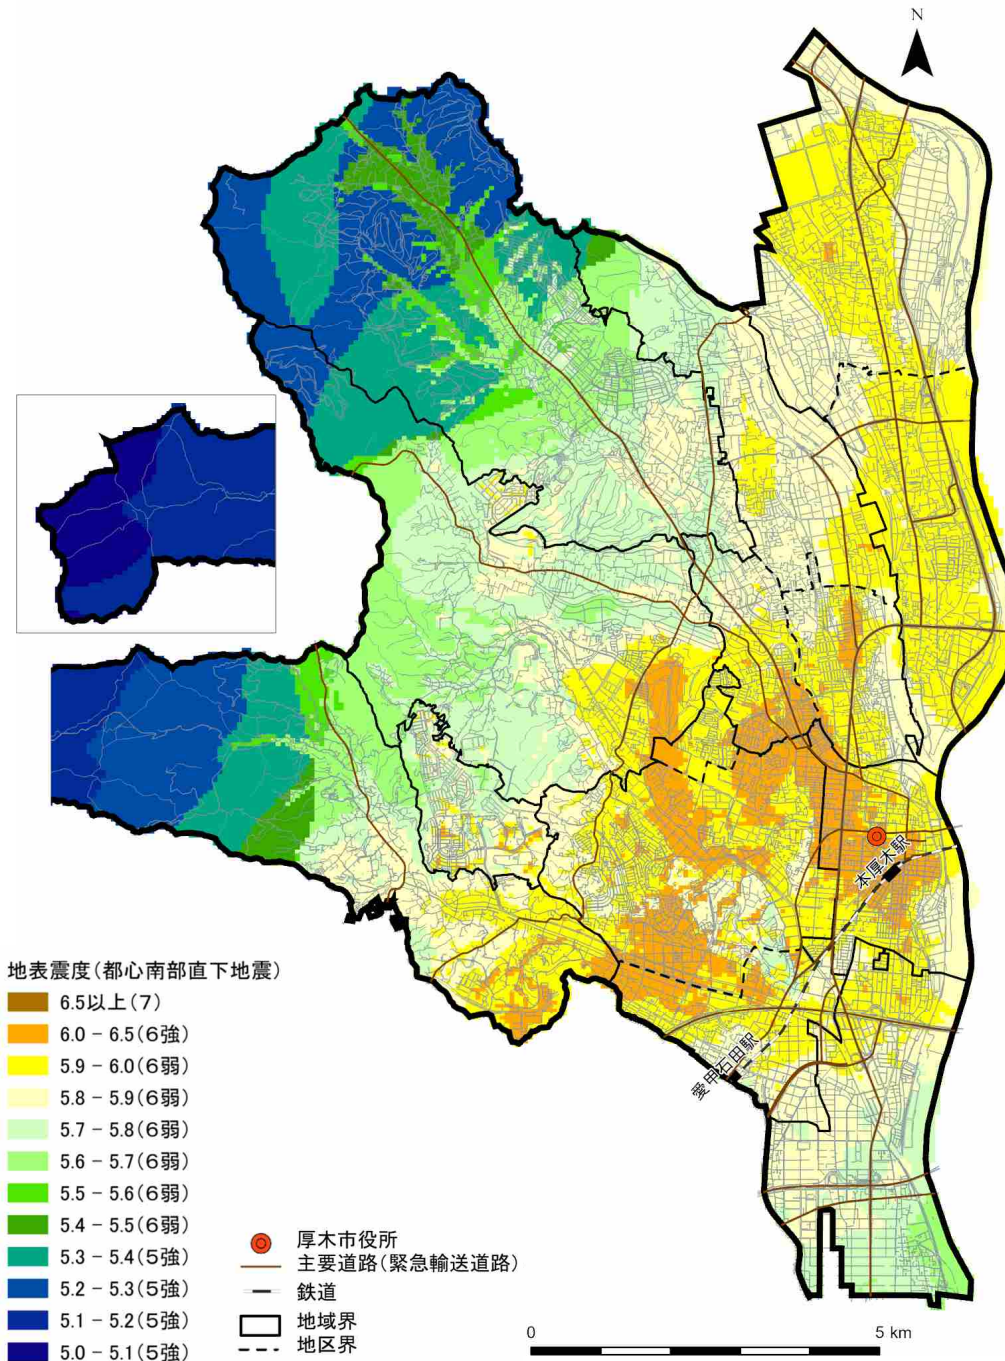 N
本厚木駅
愛甲石田駅
地表震度(都心南部直下地震)
6.5以上(7)
6.0 - 6.5(6強)
5.9 - 6.0(6弱)
5.8 - 5.9(6弱)
5.7 - 5.8(6弱)
5.6 - 5.7(6弱)
5.5 - 5.6(6弱)
5.4 - 5.5(6弱)
5.3 - 5.4(5強)
5.2 - 5.3(5強)
5.1 - 5.2(5強)
5.0 - 5.1(5強)
厚木市役所
主要道路(緊急輸送道路)
鉄道
地域界
地区界
0 5 km